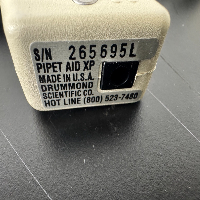 S/N 265695L
PIPET AID XP
MADE IN U.S.A.
DRUMMOND
SCIENTIFIC CO.
HOT LINE (800) 523-7480